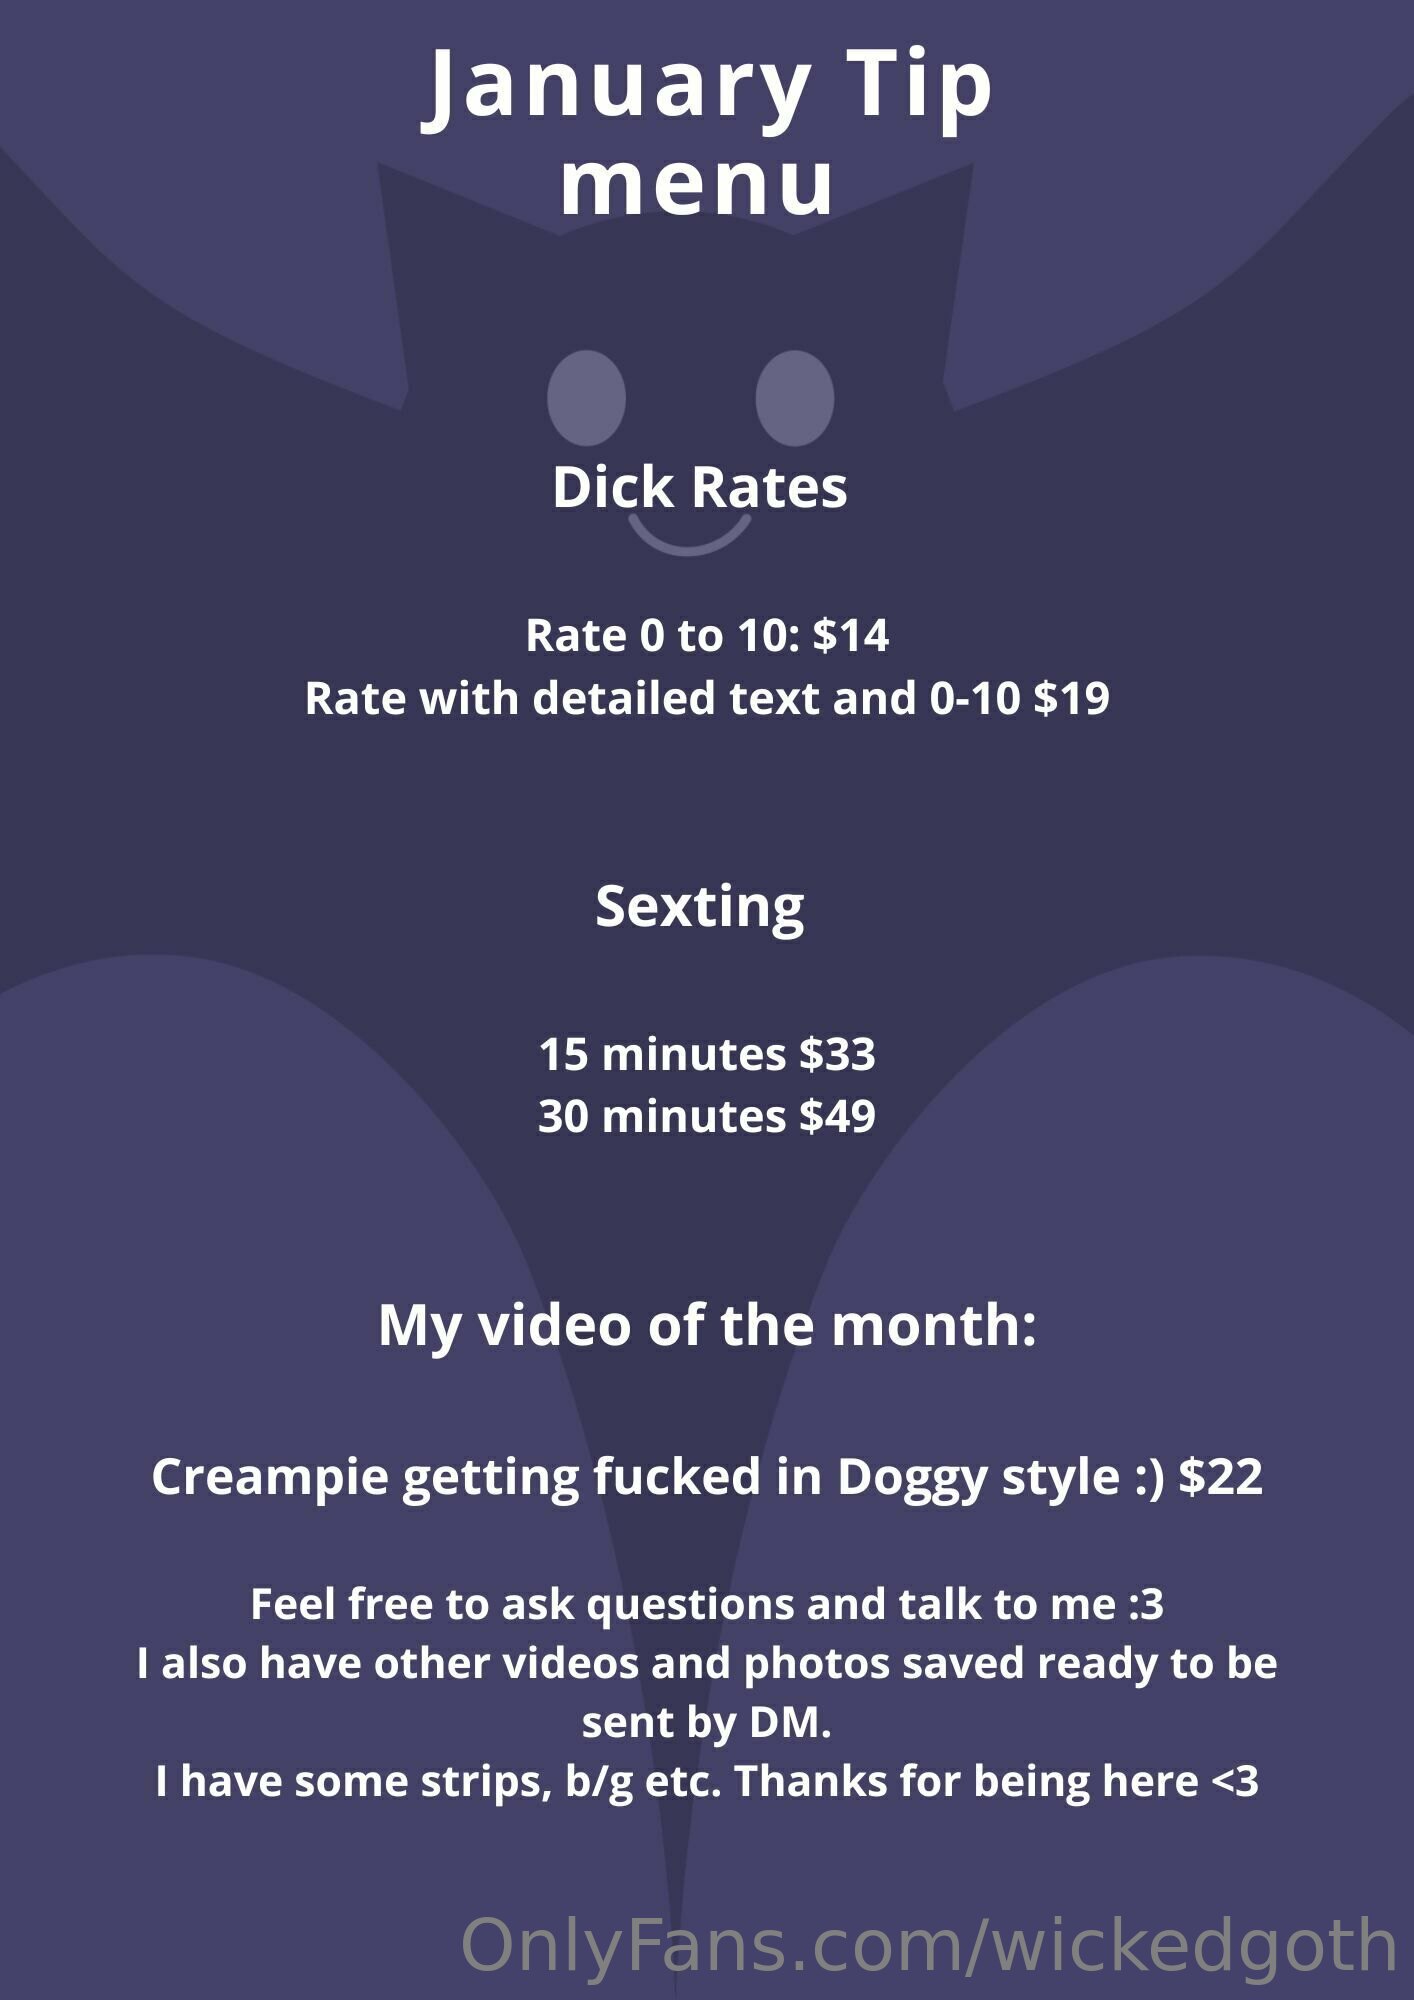 January Tip
menu
Dick Rates
Rate 0 to 10: $14
Rate with detailed text and 0-10 $19
Sexting
15 minutes $33
30 minutes $49
My video of the month:
Creampie getting fucked in Doggy style :) $22
Feel free to ask questions and talk to me :3
I also have other videos and photos saved ready to be
sent by DM.
I have some strips, b/g etc. Thanks for being here <3
OnlyFans.com/wickedgoth